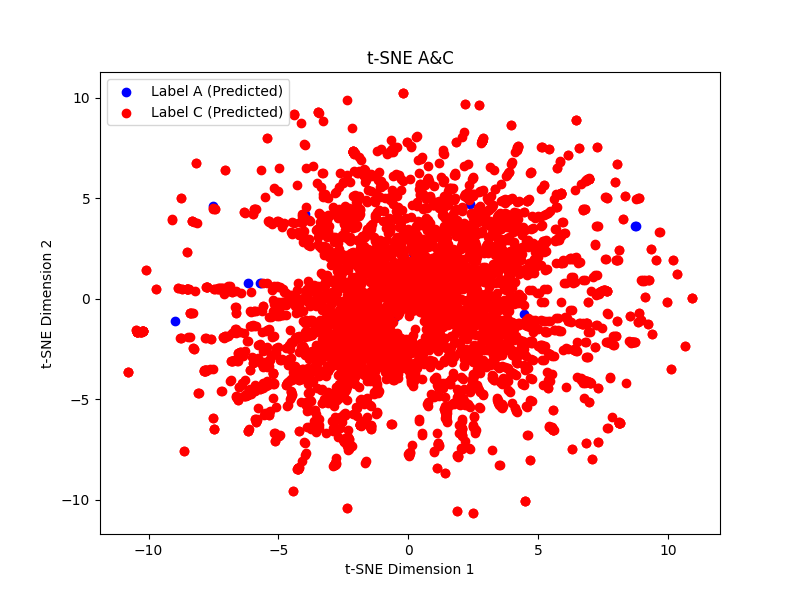 t-SNE A&C
Label A (Predicted)
Label C (Predicted)
10
5
0
−5
−10
t-SNE Dimension 2
−10
−5
0
5
10
t-SNE Dimension 1